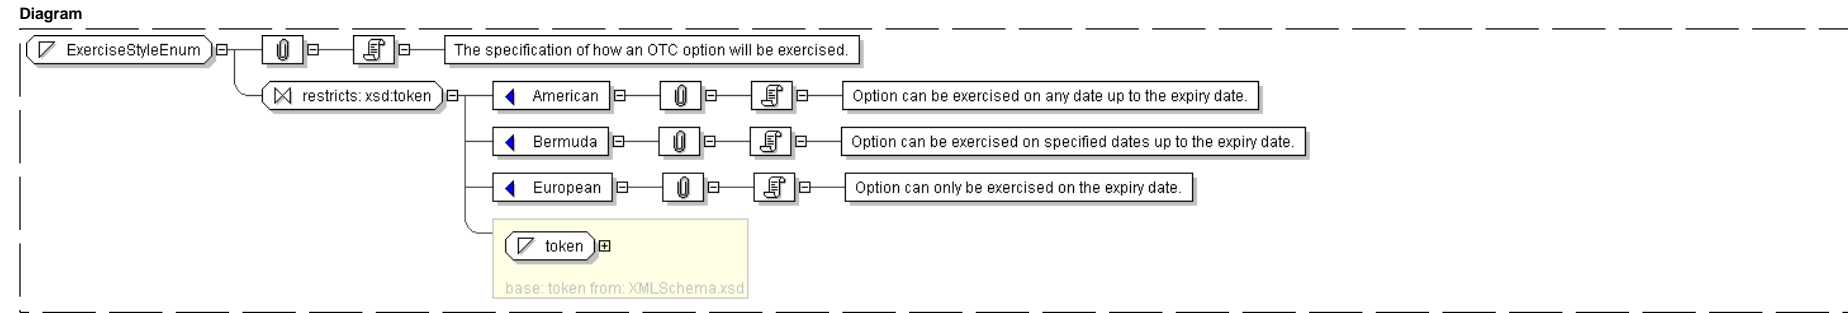 Diagram
ExerciseStyleEnum The specification of how an OTC option will be exercised.
restricts: xsd:token American Option can be exercised on any date up to the expiry date.
Bermuda Option can be exercised on specified dates up to the expiry date.
European Option can only be exercised on the expiry date.
token
base: token from: XMLSchema.xsd